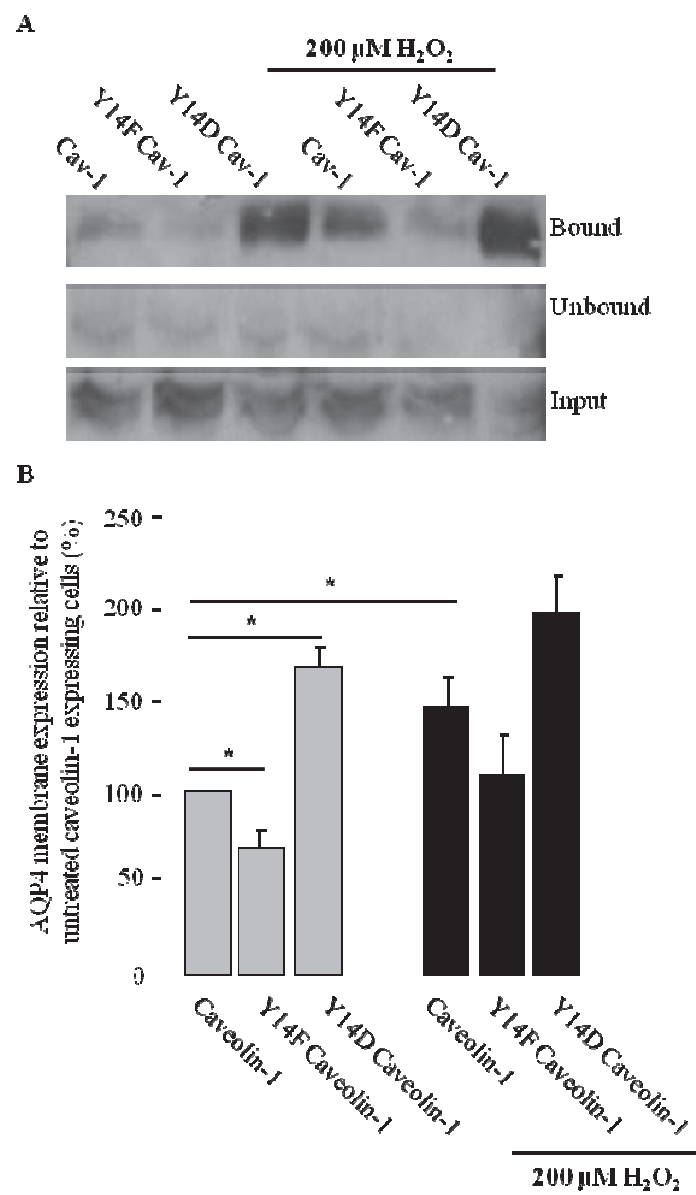 A
200 µM H₂O₂
Cav-1
Y14F Cav-1
Y14D Cav-1
Cav-1
Y14F Cav-1
Y14D Cav-1
Bound
Unbound
Input
B
AQP4 membrane expression relative to
untreated caveolin-1 expressing cells (%)
250
200
150
100
50
0
*
*
*
Caveolin-1
Y14F Caveolin-1
Y14D Caveolin-1
Caveolin-1
Y14F Caveolin-1
Y14D Caveolin-1
200 µM H₂O₂